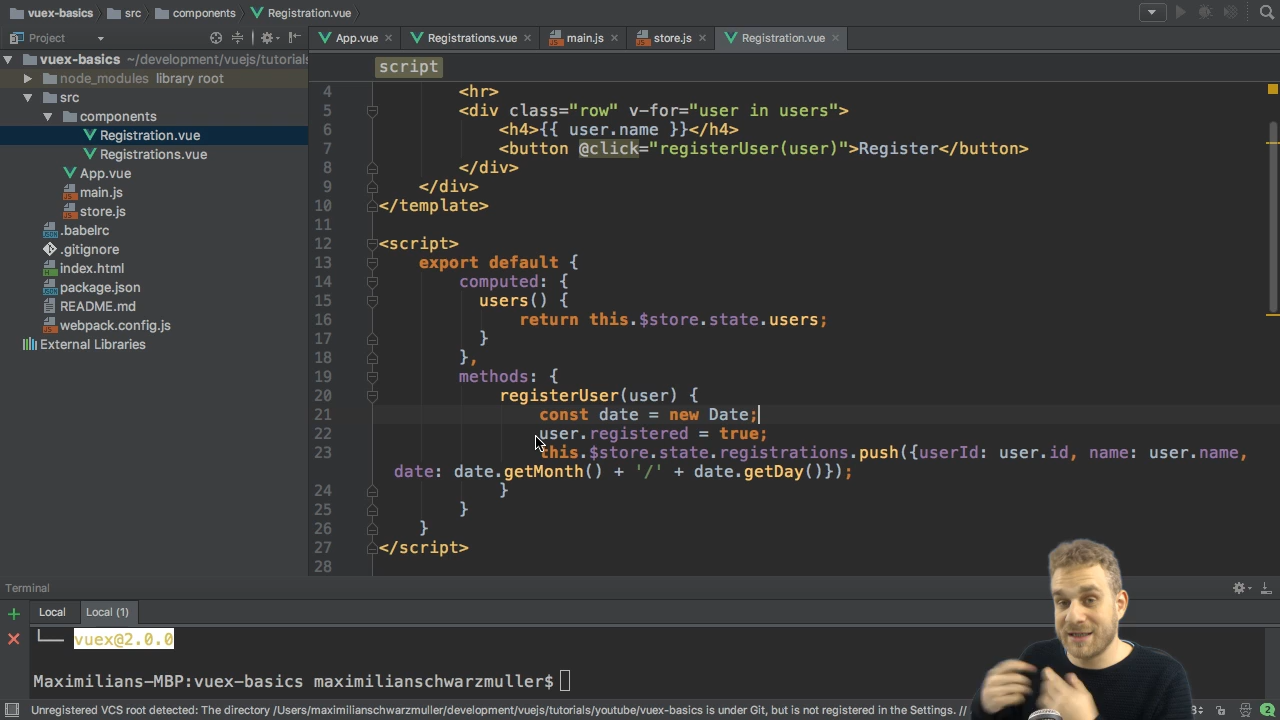 vuex-basics src components Registration.vue
Project
App.vue Registrations.vue main.js store.js Registration.vue
vuex-basics ~/development/vuejs/tutorials
node_modules library root
src
components
Registration.vue
Registrations.vue
App.vue
main.js
store.js
.babelrc
.gitignore
index.html
package.json
README.md
webpack.config.js
External Libraries
script
4 <hr>
5 <div class="row" v-for="user in users">
6 <h4>{{ user.name }}</h4>
7 <button @click="registerUser(user)">Register</button>
8 </div>
9 </div>
10 </template>
11
12 <script>
13 export default {
14 computed: {
15 users() {
16 return this.$store.state.users;
17 }
18 },
19 methods: {
20 registerUser(user) {
21 const date = new Date;
22 user.registered = true;
23 this.$store.state.registrations.push({userId: user.id, name: user.name,
date: date.getMonth() + '/' + date.getDay()});
24 }
25 }
26 }
27 </script>
28
Terminal
Local Local (1)
└── vuex@2.0.0
Maximilians-MBP:vuex-basics maximilianschwarzmuller$
Unregistered VCS root detected: The directory /Users/maximilianschwarzmuller/development/vuejs/tutorials/youtube/vuex-basics is under Git, but is not registered in the Settings. // 2